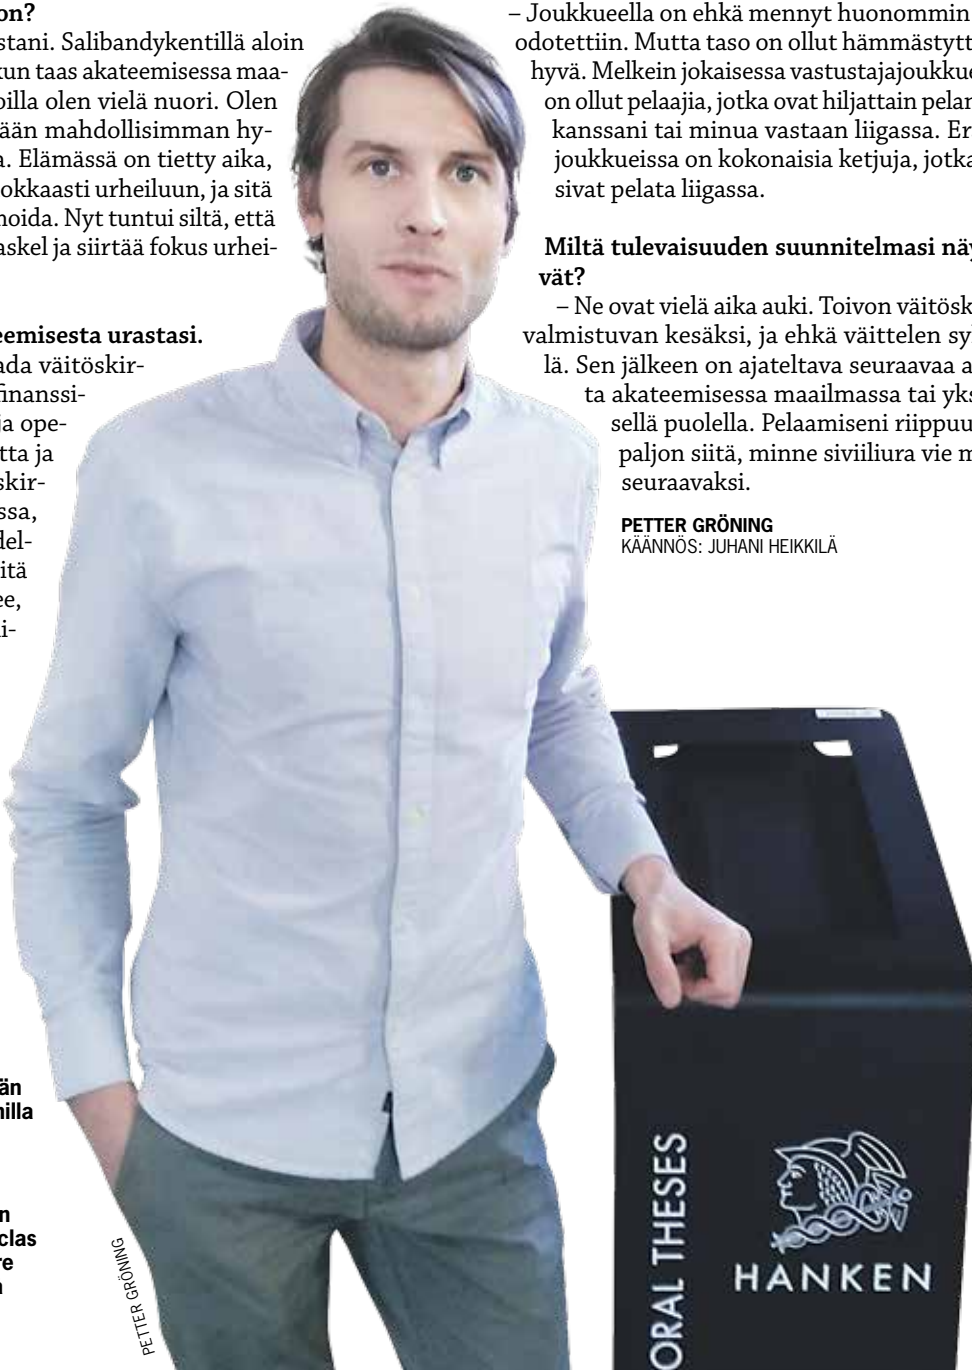 on?
stani. Salibandykentillä aloin
kun taas akateemisessa maa-
oilla olen vielä nuori. Olen
ään mahdollisimman hy-
a. Elämässä on tietty aika,
okkaasti urheiluun, ja sitä
noida. Nyt tuntui siltä, että
askel ja siirtää fokus urhei-
eemisesta urastasi.
ada väitöskir-
finanssi-
ja ope-
tta ja
skir-
ssa,
del-
itä
ee,
i-
än
nilla
n
clas
re
PETTER GRÖNING
– Joukkueella on ehkä mennyt huonommin
odotettiin. Mutta taso on ollut hämmästytt
hyvä. Melkein jokaisessa vastustajajoukkue
on ollut pelaajia, jotka ovat hiljattain pelan
kanssani tai minua vastaan liigassa. Erä
joukkueissa on kokonaisia ketjuja, jotka
sivat pelata liigassa.
Miltä tulevaisuuden suunnitelmasi näy
vät?
– Ne ovat vielä aika auki. Toivon väitösk
valmistuvan kesäksi, ja ehkä väittelen sy
lä. Sen jälkeen on ajateltava seuraavaa a
ta akateemisessa maailmassa tai yks
sellä puolella. Pelaamiseni riippuu
paljon siitä, minne siviiliura vie m
seuraavaksi.
PETTER GRÖNING
KÄÄNNÖS: JUHANI HEIKKILÄ
ORAL THESES
HANKEN